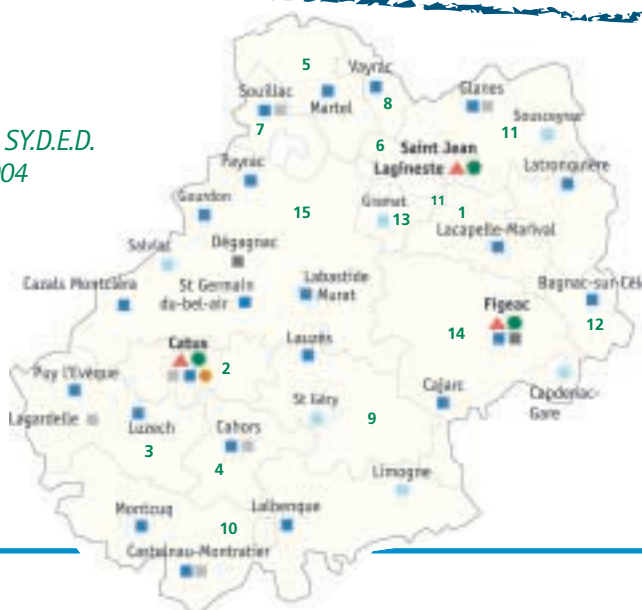 SY.D.E.D.
004
5
Vayrac
Souillac
Martel
8
Glanes
Sousceyrac
7
11
6
Saint Jean
Lagineste
Payrac
Latronquière
Gourdon
15
Gramat
13
11
1
Lacapelle-Marival
Salviac
Dégagnac
Cazals Montcléra
St Germain
du-bel-air
Labastide
Murat
Bagnac-sur-Cél
Figeac
12
14
Catus
2
Lauzès
Puy l'Evêque
Cajarc
Capdenac-
Gare
Lagardelle
Luzech
St Géry
9
Cahors
3
4
Limogne
Montcuq
10
Lalbenque
Castelnau-Montratier